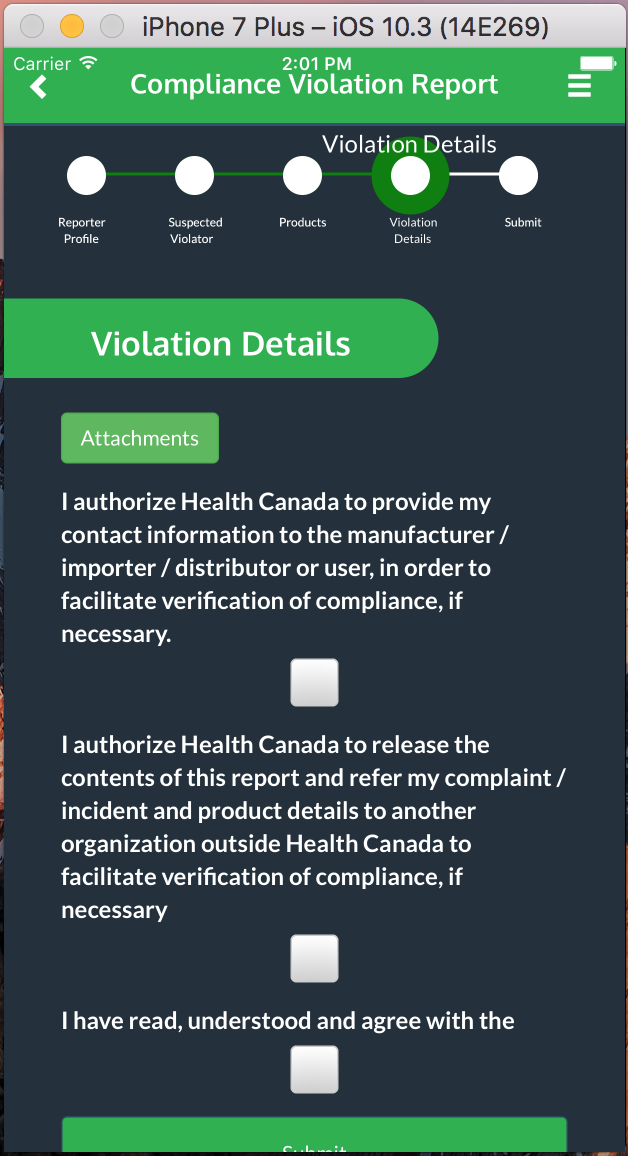 iPhone 7 Plus – iOS 10.3 (14E269)
Carrier 2:01 PM
Compliance Violation Report
Violation Details
Reporter Profile
Suspected Violator
Products
Violation Details
Submit
Violation Details
Attachments
I authorize Health Canada to provide my
contact information to the manufacturer /
importer / distributor or user, in order to
facilitate verification of compliance, if
necessary.
I authorize Health Canada to release the
contents of this report and refer my complaint /
incident and product details to another
organization outside Health Canada to
facilitate verification of compliance, if
necessary
I have read, understood and agree with the
Submit